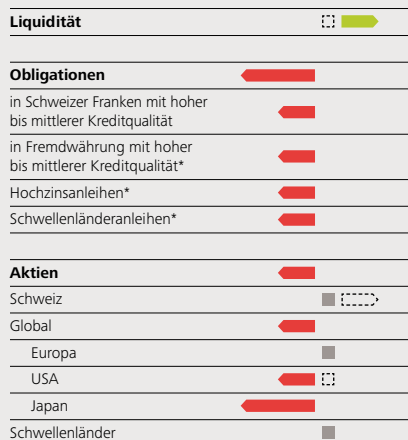 Liquidität
Obligationen
in Schweizer Franken mit hoher
bis mittlerer Kreditqualität
in Fremdwährung mit hoher
bis mittlerer Kreditqualität*
Hochzinsanleihen*
Schwellenländeranleihen*
Aktien
Schweiz
Global
Europa
USA
Japan
Schwellenländer